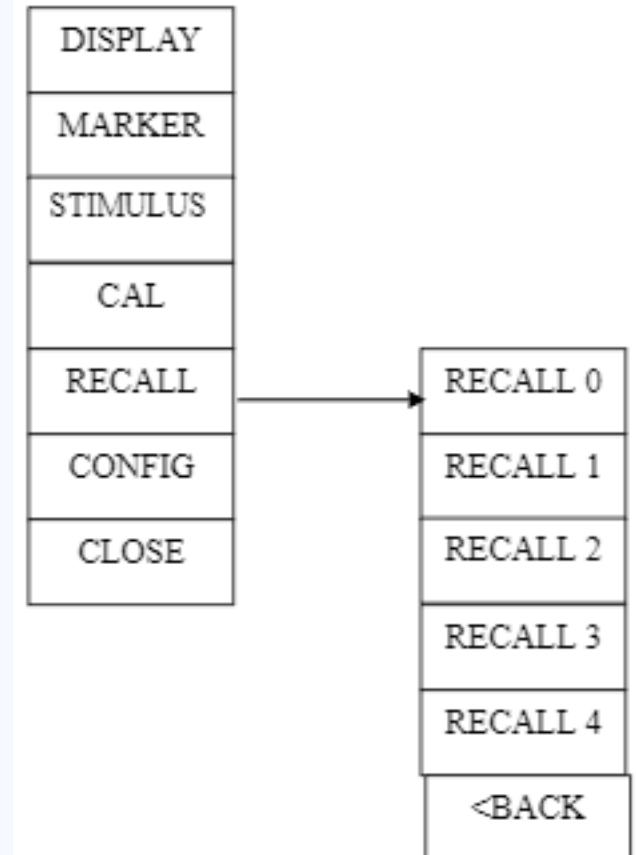 DISPLAY
MARKER
STIMULUS
CAL
RECALL
CONFIG
CLOSE
RECALL 0
RECALL 1
RECALL 2
RECALL 3
RECALL 4
<BACK